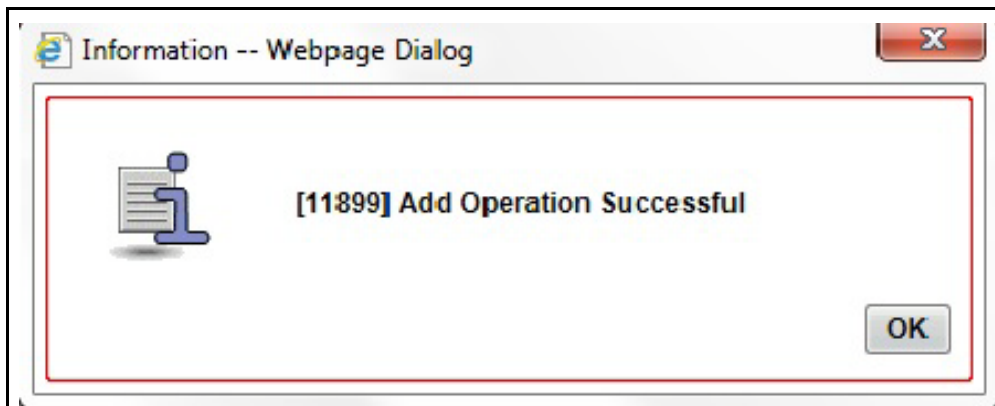 Information -- Webpage Dialog
[11899] Add Operation Successful
OK